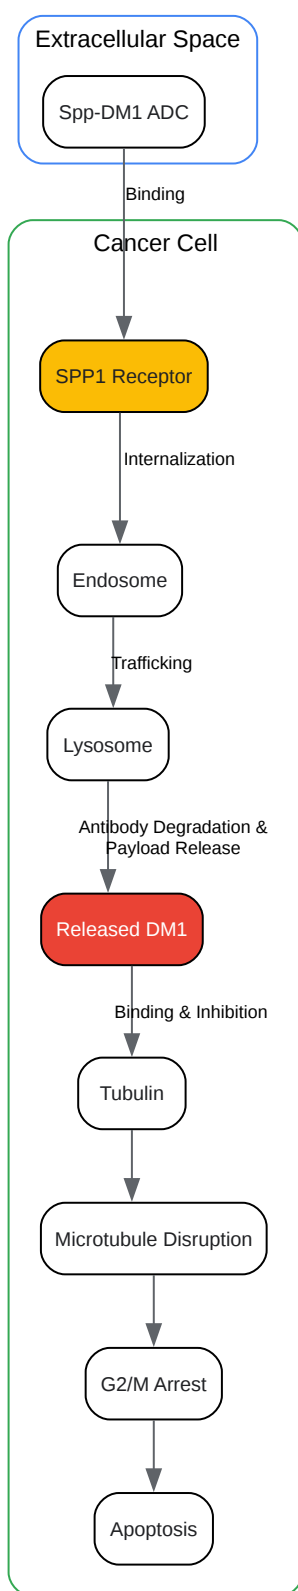 Extracellular Space
Spp-DM1 ADC
Binding
Cancer Cell
SPP1 Receptor
Internalization
Endosome
Trafficking
Lysosome
Antibody Degradation &
Payload Release
Released DM1
Binding & Inhibition
Tubulin
Microtubule Disruption
G2/M Arrest
Apoptosis